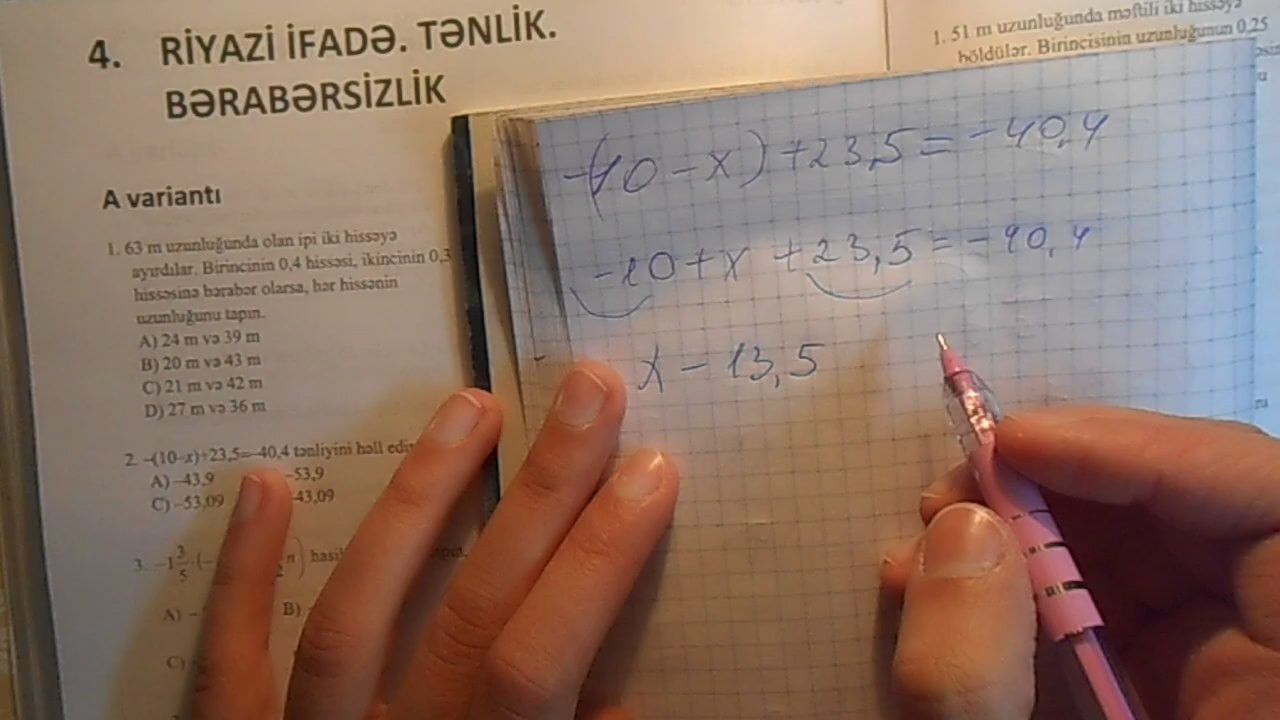 4. RİYAZİ İFADƏ. TƏNLİK.
BƏRABƏRSİZLİK
A variantı
1. 63 m uzunluğunda olan ipi iki hissəyə
ayırdılar. Birincinin 0,4 hissəsi, ikincinin 0,3
hissəsinə bərabər olarsa, hər hissənin
uzunluğunu tapın.
A) 24 m və 39 m
B) 20 m və 43 m
C) 21 m və 42 m
D) 27 m və 36 m
2. -(10-x)+23,5=-40,4 tənliyini həll
A) -43,9 -53,9
C) -53,09 -43,09
3. -1 3/5
A) B)
C)
1. 51 m uzunluğunda məftili iki hissəyə
böldülər. Birincisinin uzunluğunun 0,25
-(10-x)+23,5=-40,4
-10+x+23,5=-40,4
x-13,5